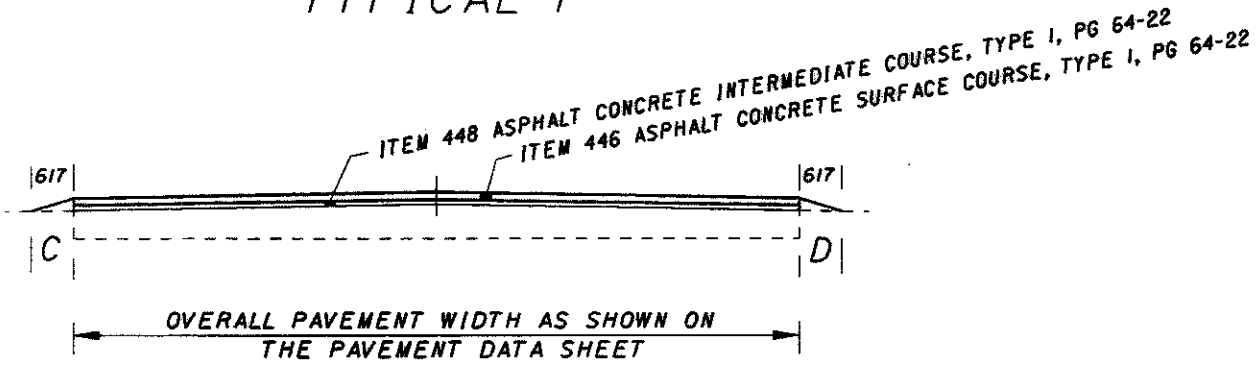 TYPICAL 1
ITEM 448 ASPHALT CONCRETE INTERMEDIATE COURSE, TYPE 1, PG 64-22
ITEM 446 ASPHALT CONCRETE SURFACE COURSE, TYPE 1, PG 64-22
617
617
C
D
OVERALL PAVEMENT WIDTH AS SHOWN ON
THE PAVEMENT DATA SHEET